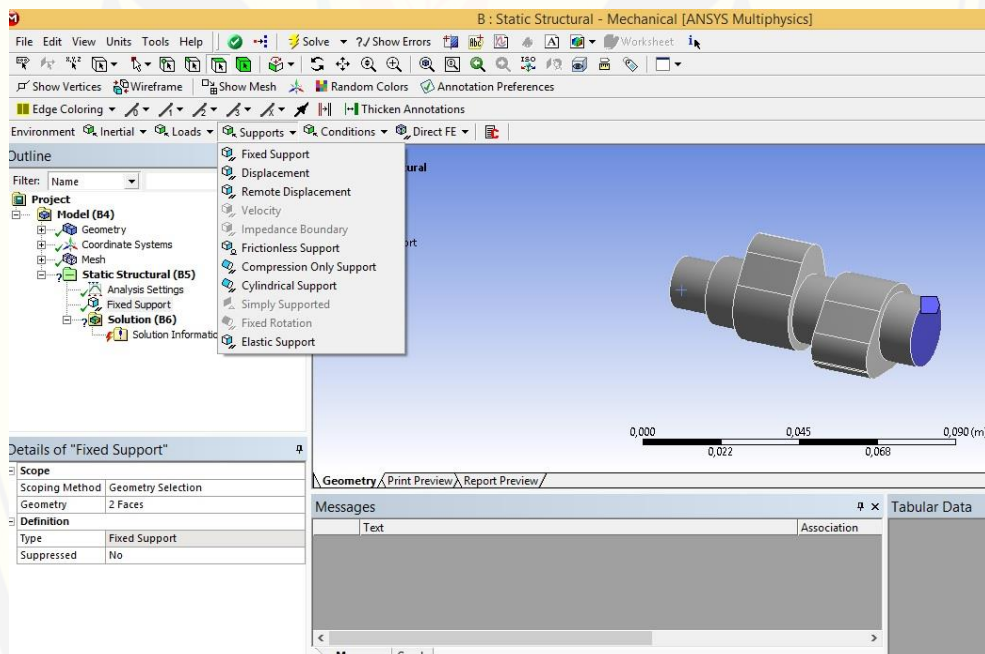 B : Static Structural - Mechanical [ANSYS Multiphysics]
File Edit View Units Tools Help Solve ?/ Show Errors Worksheet
Show Vertices Wireframe Show Mesh Random Colors Annotation Preferences
Edge Coloring Thicken Annotations
Environment Inertial Loads Supports Conditions Direct FE
Outline
Filter: Name
Project
Model (B4)
Geometry
Coordinate Systems
Mesh
Static Structural (B5)
Analysis Settings
Fixed Support
Solution (B6)
Solution Informatic
Fixed Support
Displacement
Remote Displacement
Velocity
Impedance Boundary
Frictionless Support
Compression Only Support
Cylindrical Support
Simply Supported
Fixed Rotation
Elastic Support
ural
ort
0,000 0,045 0,090 (m)
0,022 0,068
Geometry Print Preview Report Preview
Details of "Fixed Support"
Scope
Scoping Method Geometry Selection
Geometry 2 Faces
Definition
Type Fixed Support
Suppressed No
Messages
Text Association
Tabular Data